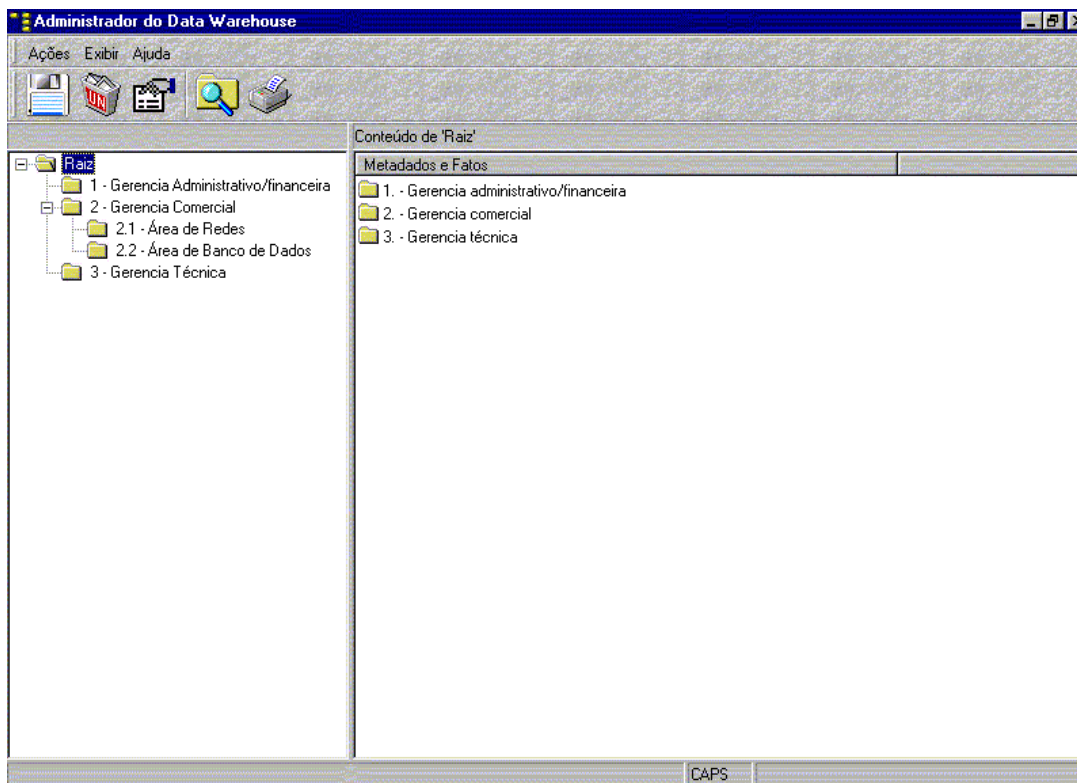 Administrador do Data Warehouse
Ações Exibir Ajuda
UN
Conteúdo de 'Raiz'
Raiz
1 - Gerencia Administrativo/financeira
2 - Gerencia Comercial
2.1 - Área de Redes
2.2 - Área de Banco de Dados
3 - Gerencia Técnica
Metadados e Fatos
1. - Gerencia administrativo/financeira
2. - Gerencia comercial
3. - Gerencia técnica
CAPS